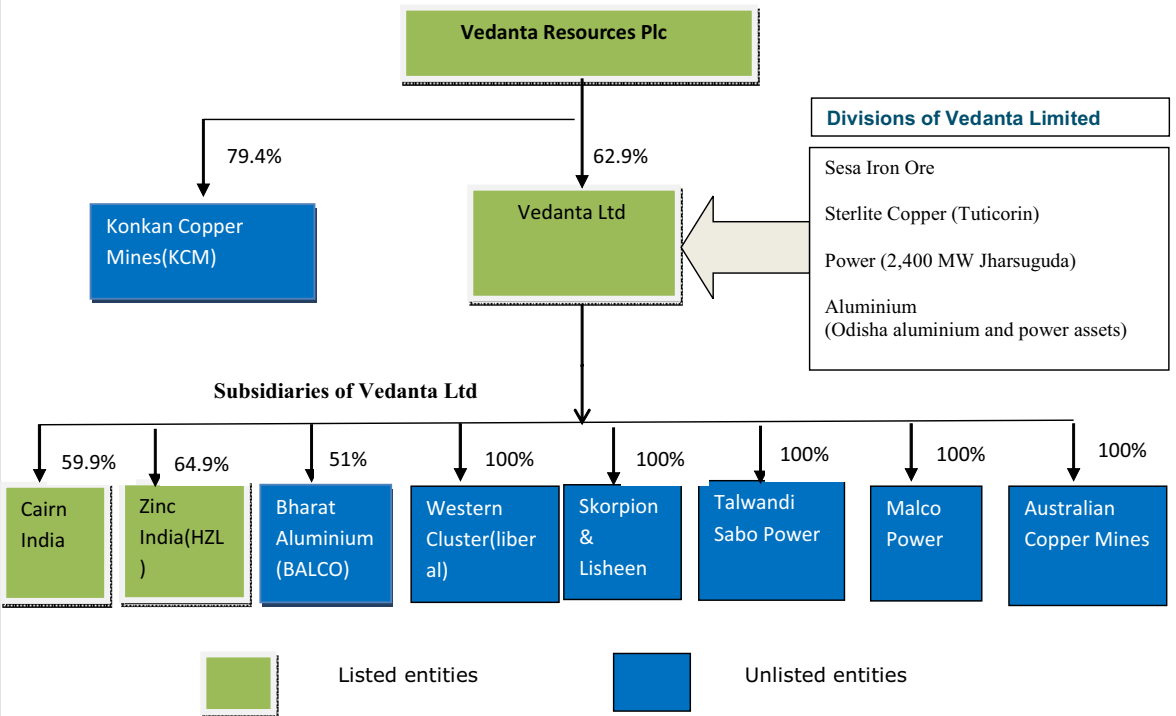 Vedanta Resources Plc
Divisions of Vedanta Limited
79.4%
62.9%
Sesa Iron Ore
Sterlite Copper (Tuticorin)
Power (2,400 MW Jharsuguda)
Aluminium
(Odisha aluminium and power assets)
Konkan Copper
Mines(KCM)
Vedanta Ltd
Subsidiaries of Vedanta Ltd
59.9%
64.9%
51%
100%
100%
100%
100%
100%
Cairn
India
Zinc
India(HZL
)
Bharat
Aluminium
(BALCO)
Western
Cluster(liber
al)
Skorpion
&
Lisheen
Talwandi
Sabo Power
Malco
Power
Australian
Copper Mines
Listed entities
Unlisted entities